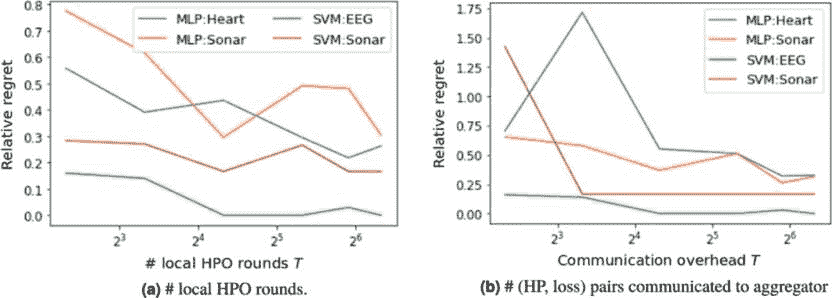 0.8
0.7
0.6
0.5
0.4
0.3
0.2
0.1
0.0
Relative regret
MLP:Heart SVM:EEG
MLP:Sonar SVM:Sonar
2^3 2^4 2^5 2^6
# local HPO rounds T
(a) # local HPO rounds.
1.75
1.50
1.25
1.00
0.75
0.50
0.25
0.00
Relative regret
MLP:Heart
MLP:Sonar
SVM:EEG
SVM:Sonar
2^3 2^4 2^5 2^6
Communication overhead T
(b) # (HP, loss) pairs communicated to aggregator